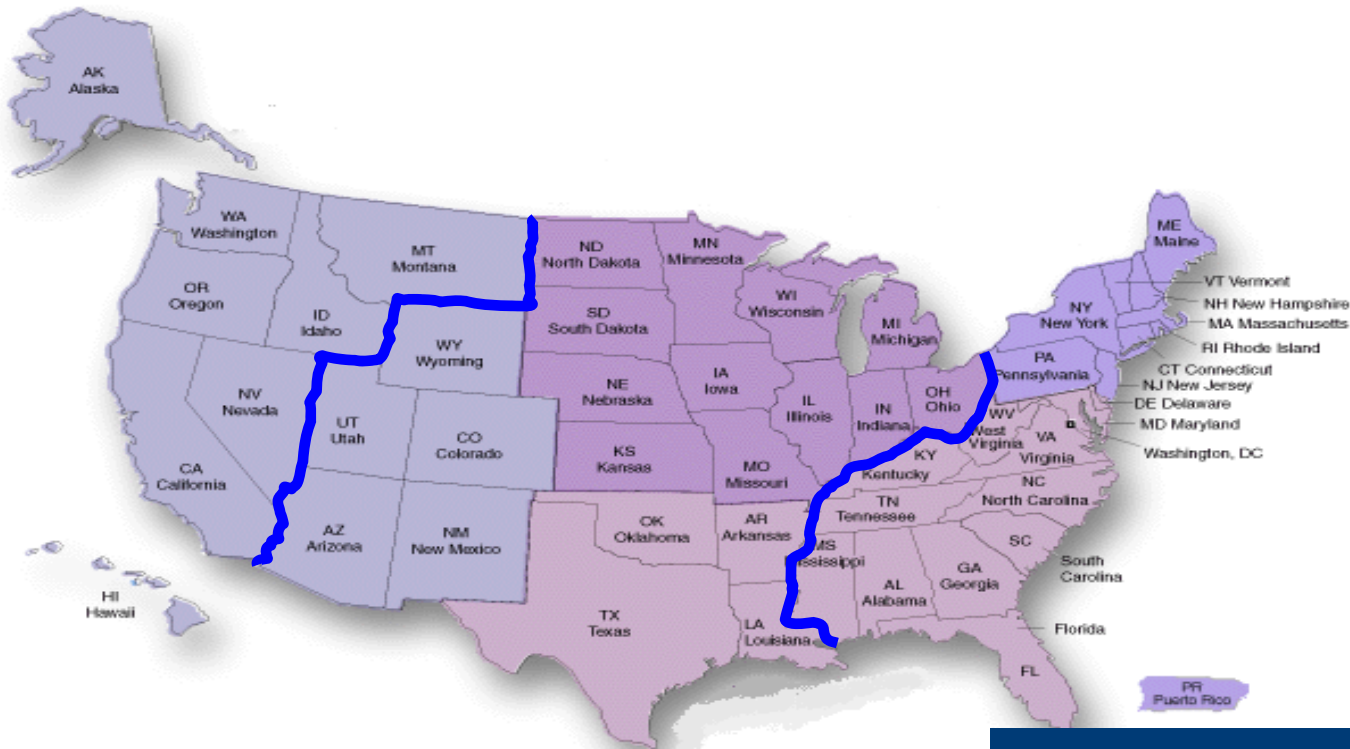 AK
Alaska
WA
Washington
MT
Montana
ND
North Dakota
MN
Minnesota
ME
Maine
VT Vermont
NH New Hampshire
MA Massachusetts
RI Rhode Island
CT Connecticut
NJ New Jersey
DE Delaware
MD Maryland
Washington, DC
OR
Oregon
ID
Idaho
WY
Wyoming
SD
South Dakota
WI
Wisconsin
MI
Michigan
NY
New York
PA
Pennsylvania
NV
Nevada
UT
Utah
CO
Colorado
NE
Nebraska
IA
Iowa
IL
Illinois
IN
Indiana
OH
Ohio
WV
West
Virginia
VA
Virginia
CA
California
KS
Kansas
MO
Missouri
KY
Kentucky
NC
North Carolina
TN
Tennessee
AZ
Arizona
NM
New Mexico
OK
Oklahoma
AR
Arkansas
MS
ississippi
AL
Alabama
GA
Georgia
SC
South
Carolina
HI
Hawaii
TX
Texas
LA
Louisiana
Florida
FL
PR
Puerto Rico